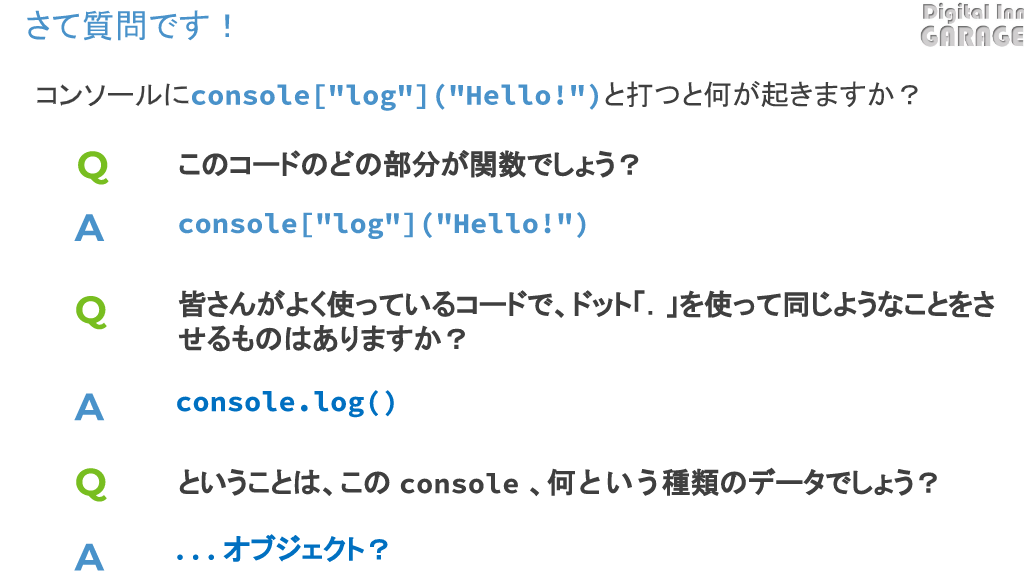 さて質問です！
Digital Inn
GARAGE
コンソールにconsole["log"]("Hello!")と打つと何が起きますか？
Q このコードのどの部分が関数でしょう？
A console["log"]("Hello!")
Q 皆さんがよく使っているコードで、ドット「．」を使って同じようなことをさ
せるものはありますか？
A console.log()
Q ということは、この console 、何という種類のデータでしょう？
A ...オブジェクト？